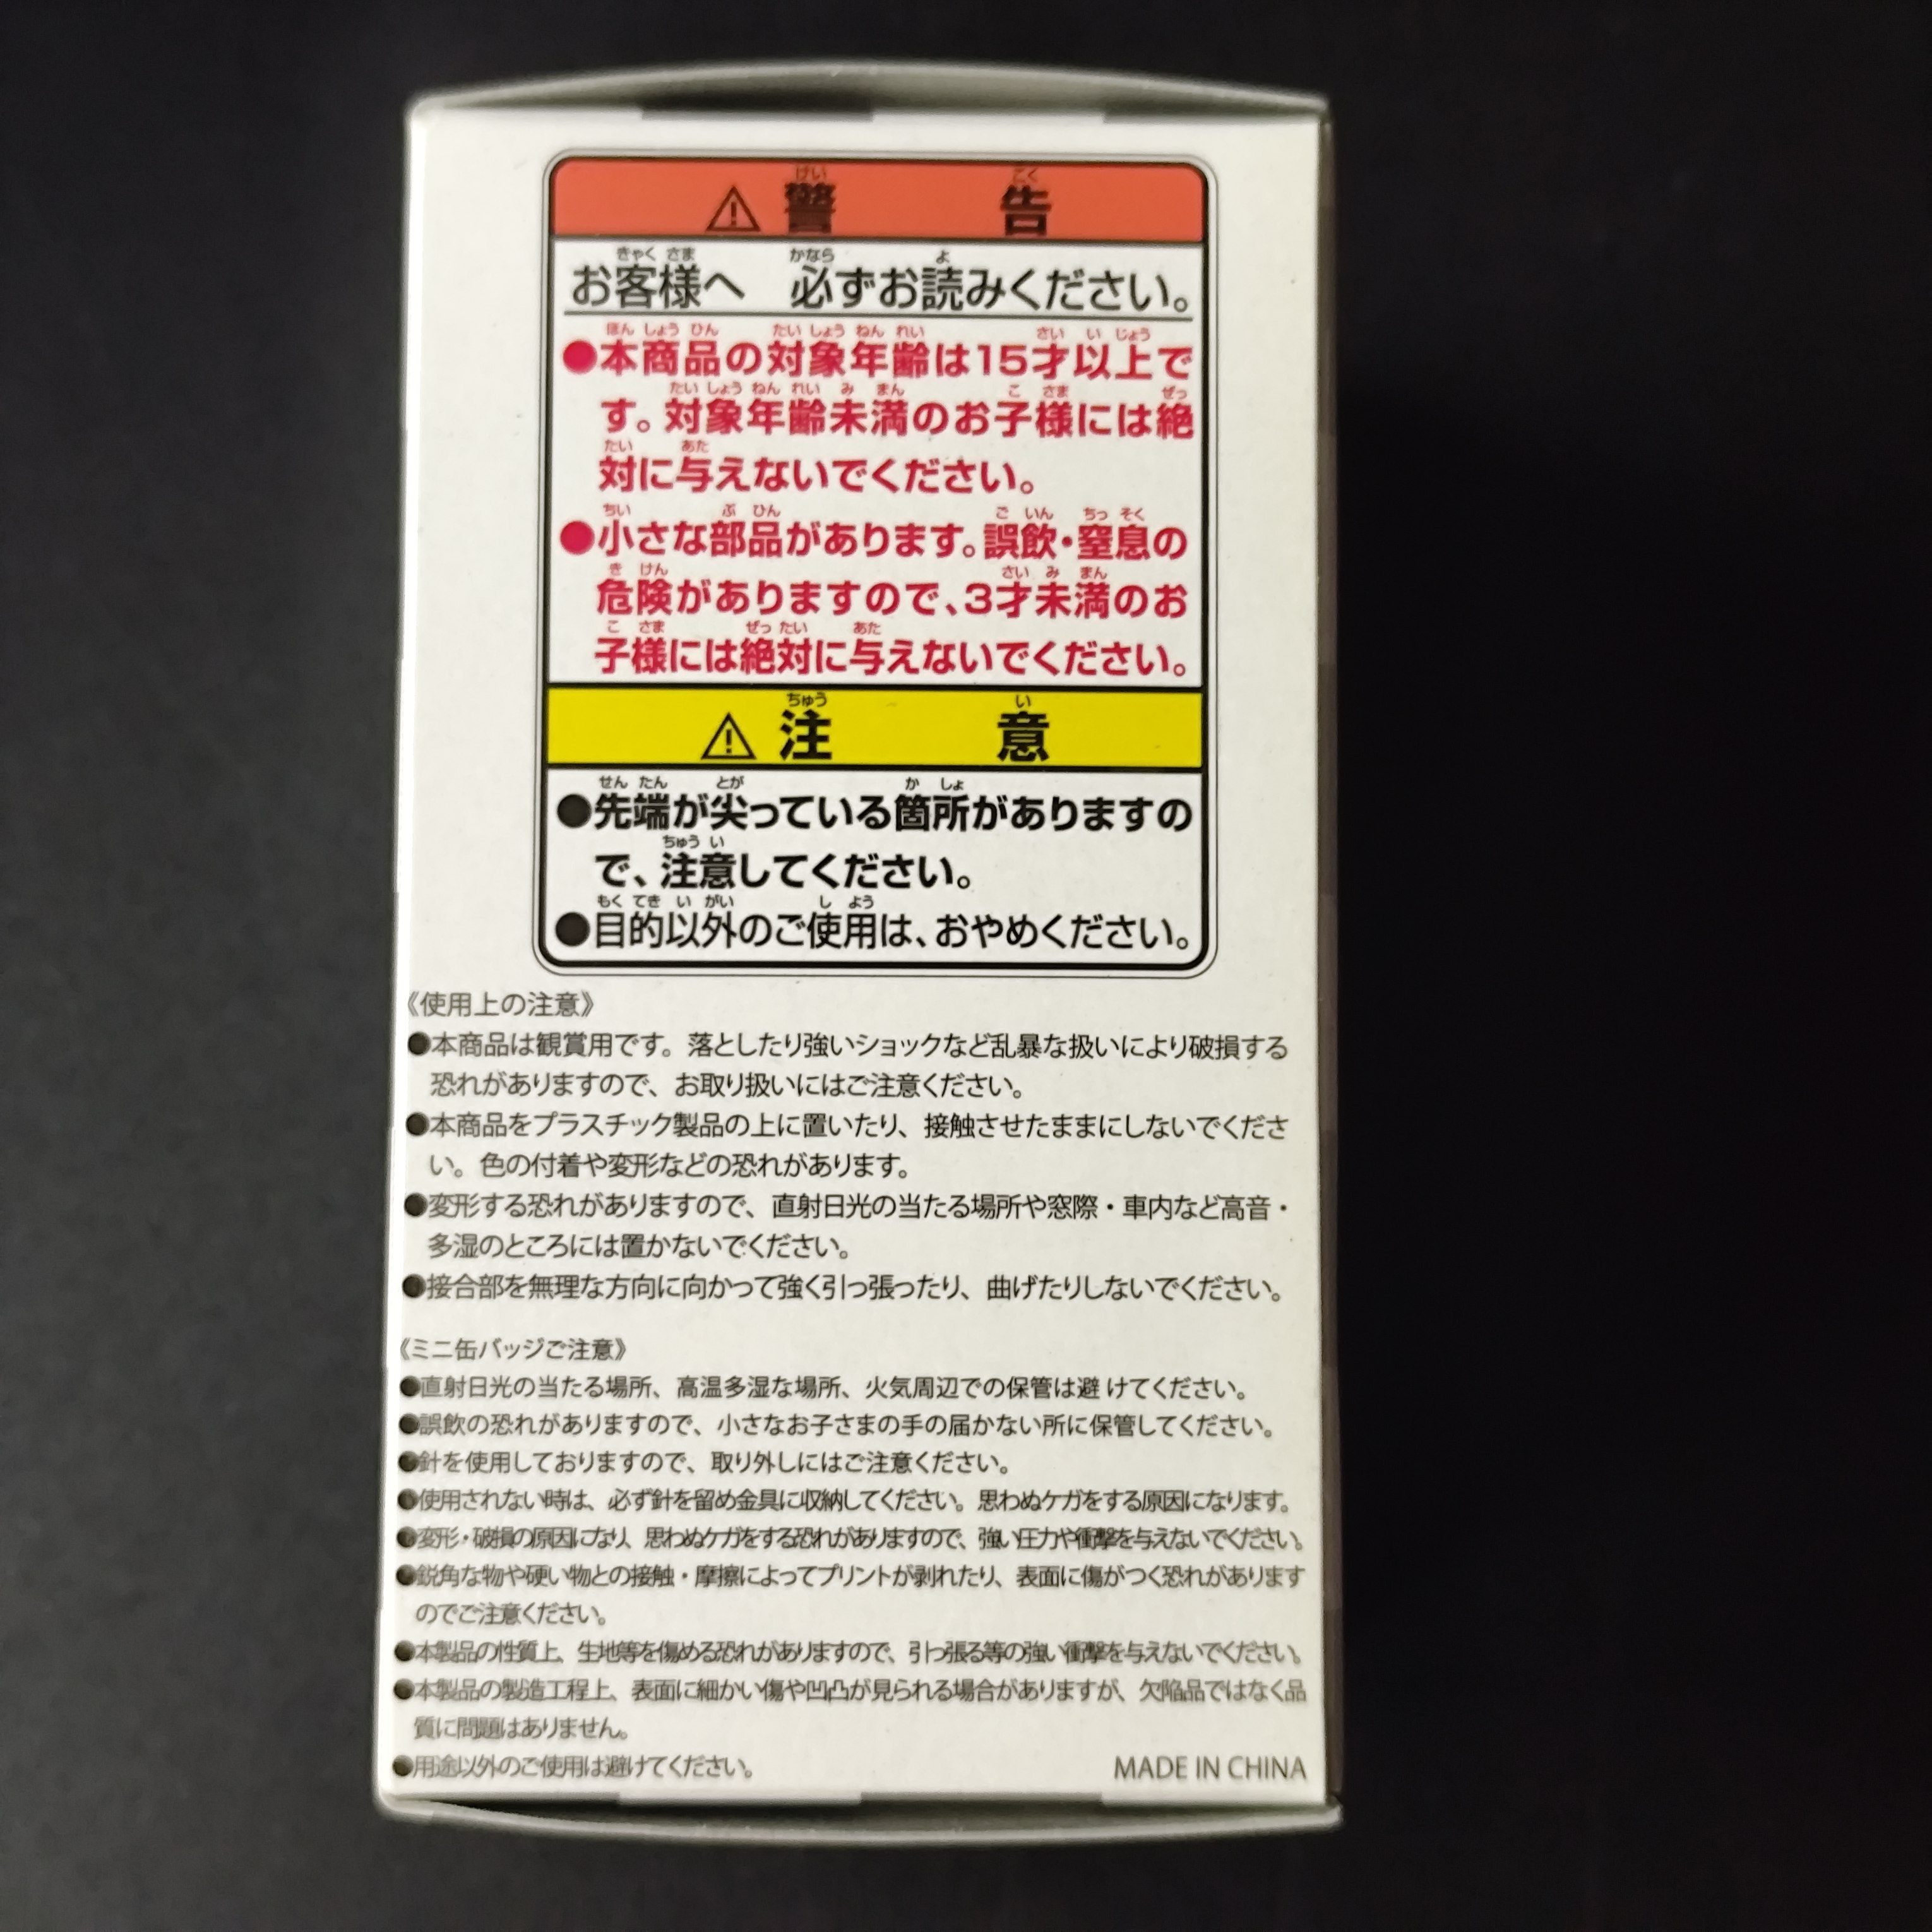 ⚠警告
お客様へ　必ずお読みください。
●本商品の対象年齢は15才以上で
す。対象年齢未満のお子様には絶
対に与えないでください。
●小さな部品があります。誤飲・窒息の
危険がありますので、3才未満のお
子様には絶対に与えないでください。
⚠注意
●先端が尖っている箇所がありますの
で、注意してください。
●目的以外のご使用は、おやめください。
《使用上の注意》
●本商品は観賞用です。落としたり強いショックなど乱暴な扱いにより破損する
恐れがありますので、お取り扱いにはご注意ください。
●本商品をプラスチック製品の上に置いたり、接触させたままにしないでくださ
い。色の付着や変形などの恐れがあります。
●変形する恐れがありますので、直射日光の当たる場所や窓際・車内など高音・
多湿のところには置かないでください。
●接合部を無理な方向に向かって強く引っ張ったり、曲げたりしないでください。
《ミニ缶バッジご注意》
●直射日光の当たる場所、高温多湿な場所、火気周辺での保管は避けてください。
●誤飲の恐れがありますので、小さなお子さまの手の届かない所に保管してください。
●針を使用しておりますので、取り外しにはご注意ください。
●使用されない時は、必ず針を留め金具に収納してください。思わぬケガをする原因になります。
●変形・破損の原因になり、思わぬケガをする恐れがありますので、強い圧力や衝撃を与えないでください。
●鋭角な物や硬い物との接触・摩擦によってプリントが剥れたり、表面に傷がつく恐れがあります
のでご注意ください。
●本製品の性質上、生地等を傷める恐れがありますので、引っ張る等の強い衝撃を与えないでください。
●本製品の製造工程上、表面に細かい傷や凹凸が見られる場合がありますが、欠陥品ではなく品
質に問題はありません。
●用途以外のご使用は避けてください。
MADE IN CHINA